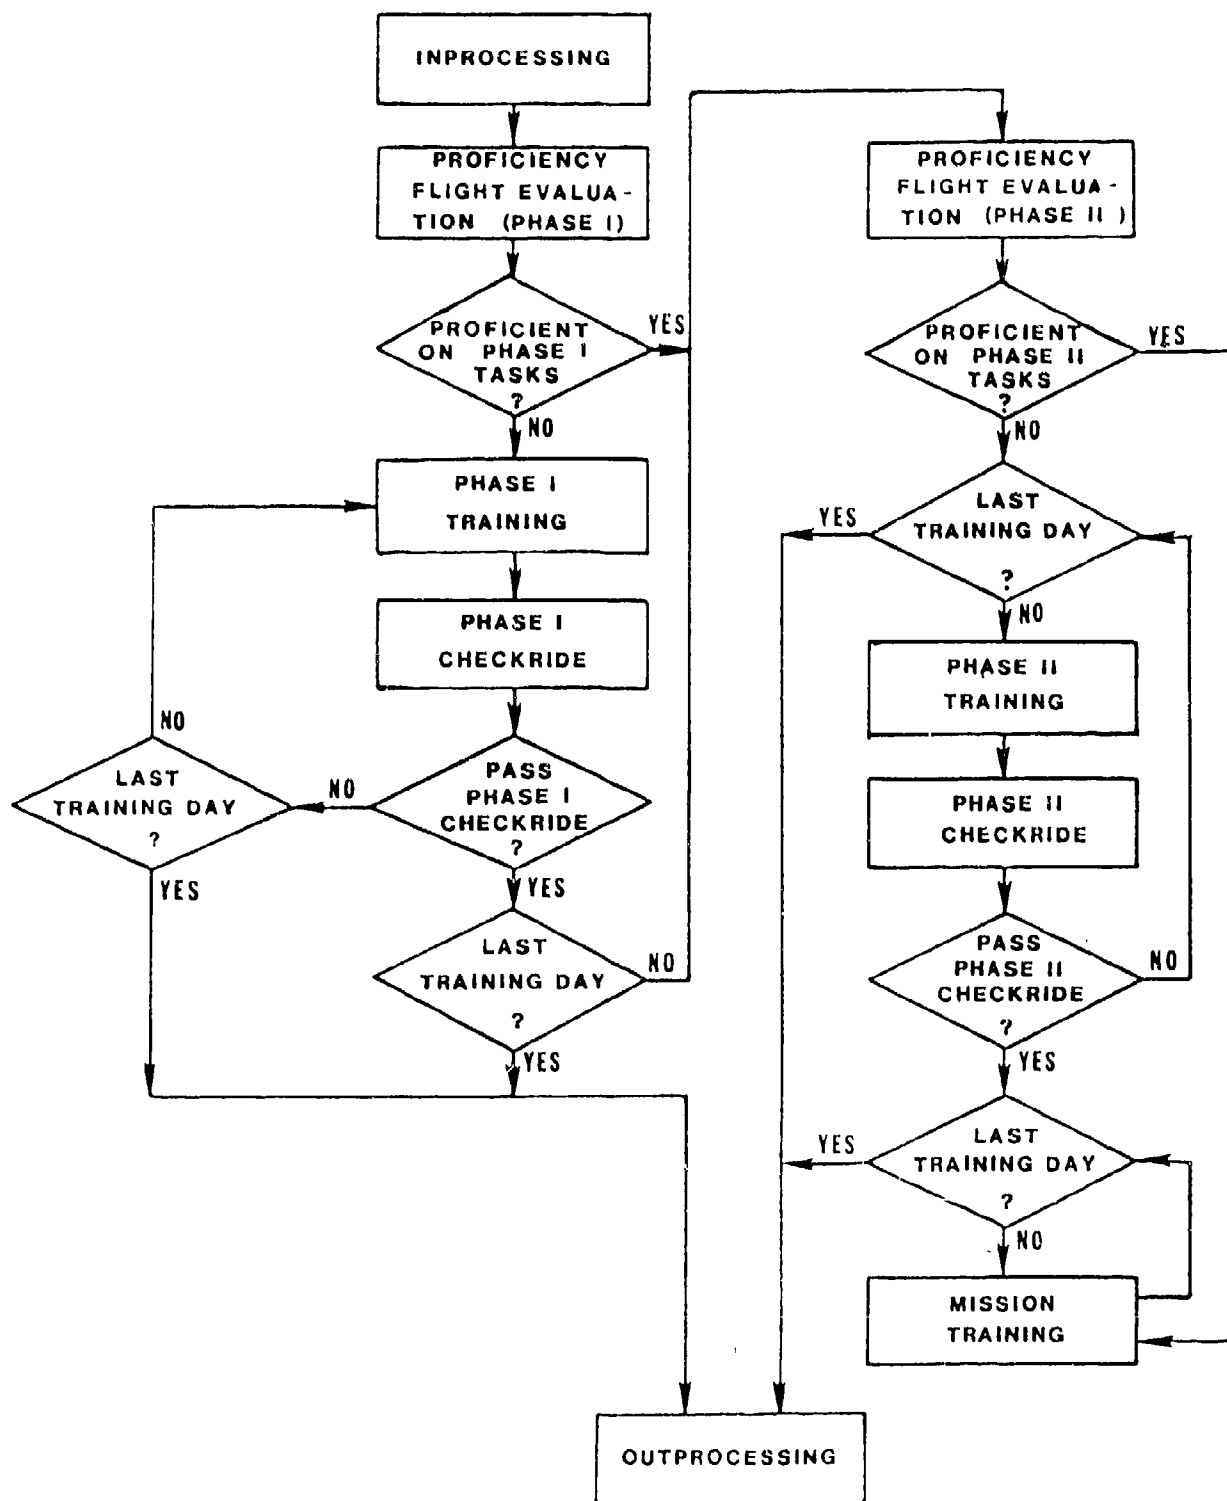 INPROCESSING
PROFICIENCY
FLIGHT EVALUA-
TION (PHASE I)
PROFICIENT
ON PHASE I
TASKS
?
YES
NO
PHASE I
TRAINING
PHASE I
CHECKRIDE
PASS
PHASE I
CHECKRIDE
?
NO
LAST
TRAINING DAY
?
NO
YES
YES
LAST
TRAINING DAY
?
NO
YES
PROFICIENCY
FLIGHT EVALUA-
TION (PHASE II)
PROFICIENT
ON PHASE II
TASKS
?
YES
NO
LAST
TRAINING DAY
?
YES
NO
PHASE II
TRAINING
PHASE II
CHECKRIDE
PASS
PHASE II
CHECKRIDE
?
NO
YES
LAST
TRAINING DAY
?
YES
NO
MISSION
TRAINING
OUTPROCESSING